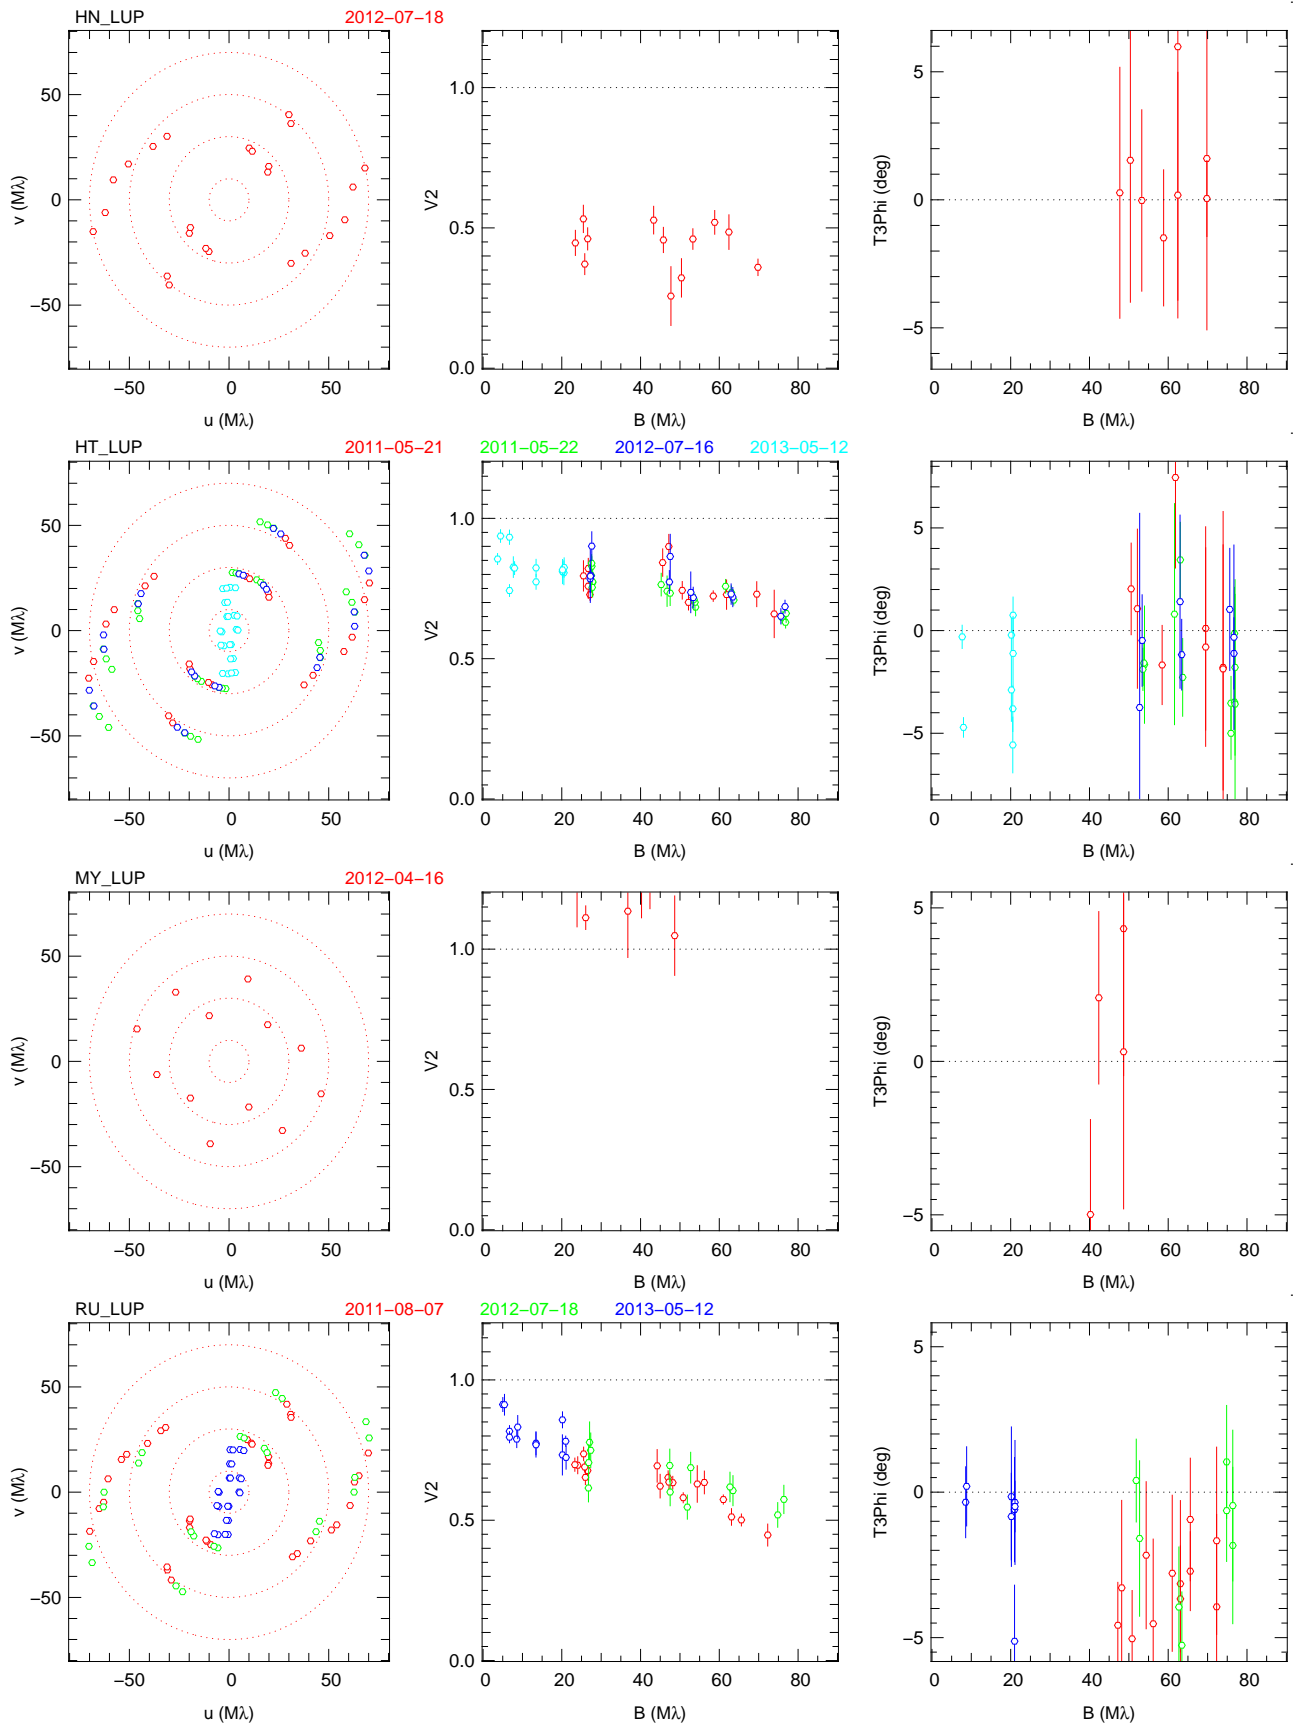 HN_LUP 2012−07−18
50
0
−50
v (Mλ)
−50 0 50
u (Mλ)
1.0
0.5
0.0
V2
0 20 40 60 80
B (Mλ)
5
0
−5
T3Phi (deg)
0 20 40 60 80
B (Mλ)
HT_LUP 2011−05−21 2011−05−22 2012−07−16 2013−05−12
50
0
−50
v (Mλ)
−50 0 50
u (Mλ)
1.0
0.5
0.0
V2
0 20 40 60 80
B (Mλ)
5
0
−5
T3Phi (deg)
0 20 40 60 80
B (Mλ)
MY_LUP 2012−04−16
50
0
−50
v (Mλ)
−50 0 50
u (Mλ)
1.0
0.5
0.0
V2
0 20 40 60 80
B (Mλ)
5
0
−5
T3Phi (deg)
0 20 40 60 80
B (Mλ)
RU_LUP 2011−08−07 2012−07−18 2013−05−12
50
0
−50
v (Mλ)
−50 0 50
u (Mλ)
1.0
0.5
0.0
V2
0 20 40 60 80
B (Mλ)
5
0
−5
T3Phi (deg)
0 20 40 60 80
B (Mλ)